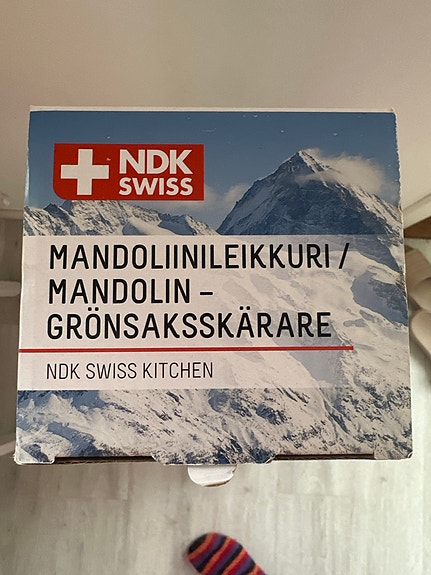 NDK
SWISS
MANDOLIINILEIKKURI /
MANDOLIN –
GRÖNSAKSSKÄRARE
NDK SWISS KITCHEN